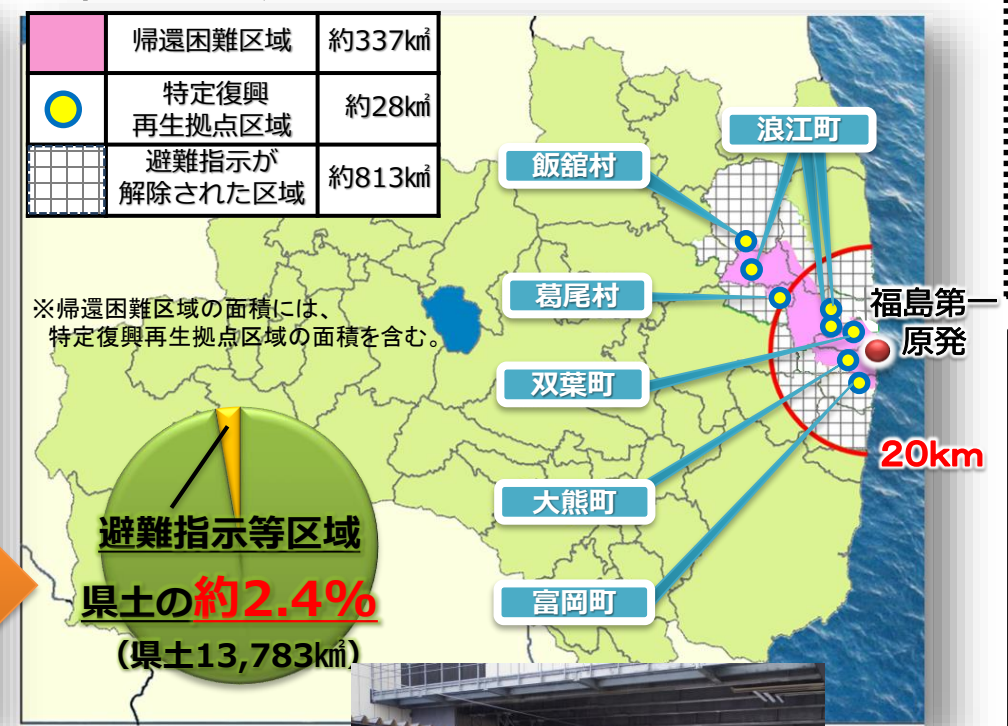 帰還困難区域 約337㎢
特定復興
再生拠点区域 約28㎢
避難指示が
解除された区域 約813㎢
※帰還困難区域の面積には、
特定復興再生拠点区域の面積を含む。
浪江町
飯舘村
葛尾村
福島第一
原発
双葉町
20km
大熊町
富岡町
避難指示等区域
県土の約2.4%
(県土13,783㎢)